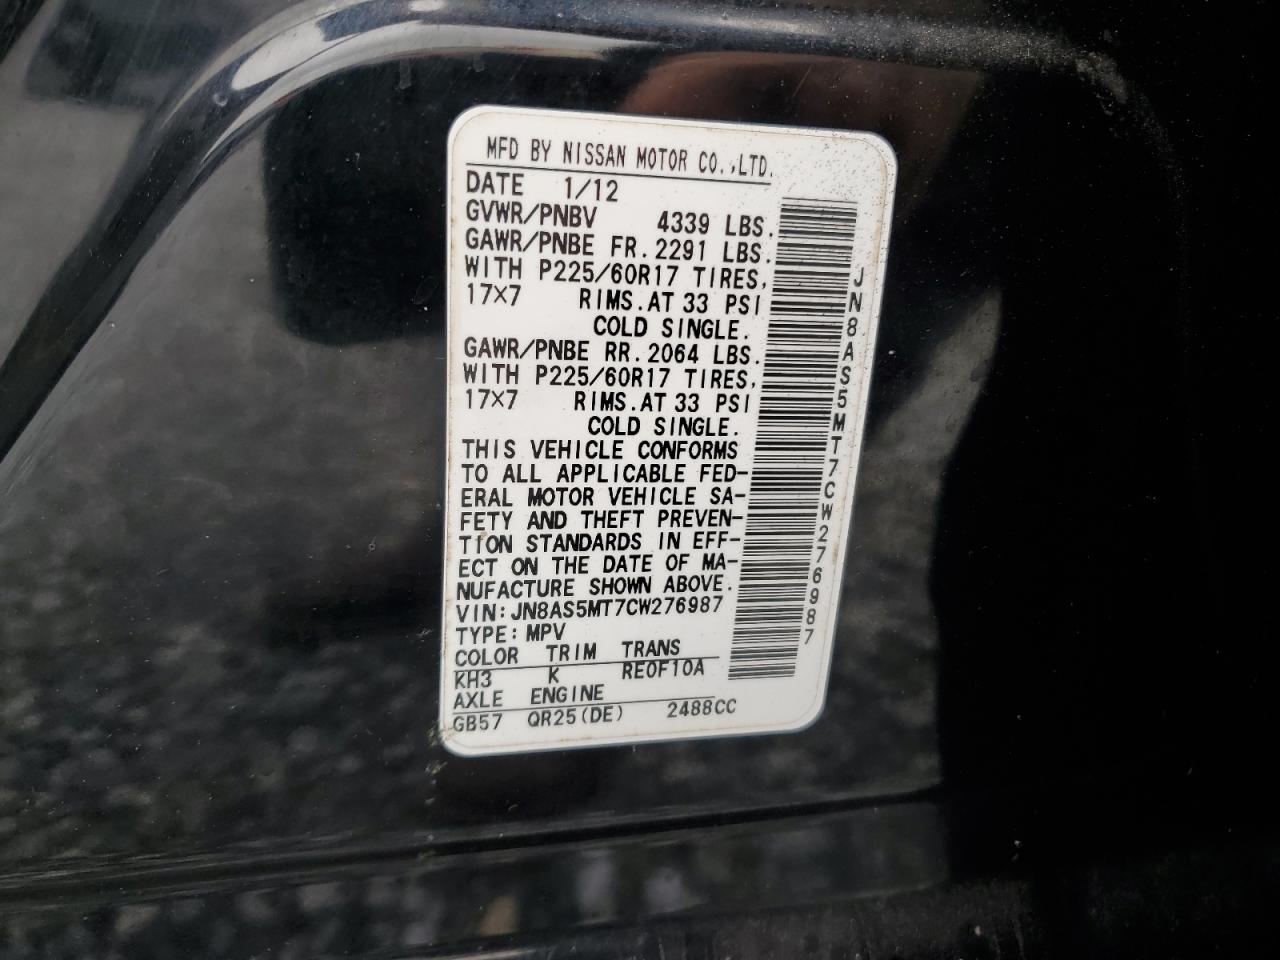 MFD BY NISSAN MOTOR CO.,LTD.
DATE 1/12
GVWR/PNBV 4339 LBS.
GAWR/PNBE FR. 2291 LBS.
WITH P225/60R17 TIRES,
17×7 RIMS.AT 33 PSI
COLD SINGLE.
GAWR/PNBE RR. 2064 LBS.
WITH P225/60R17 TIRES,
17×7 RIMS.AT 33 PSI
COLD SINGLE.
THIS VEHICLE CONFORMS
TO ALL APPLICABLE FED-
ERAL MOTOR VEHICLE SA-
FETY AND THEFT PREVEN-
TION STANDARDS IN EFF-
ECT ON THE DATE OF MA-
NUFACTURE SHOWN ABOVE.
VIN:JN8AS5MT7CW276987
TYPE:MPV
COLOR TRIM TRANS
KH3 K RE0F10A
AXLE ENGINE
GB57 QR25(DE) 2488CC
JN8AS5MT7CW276987